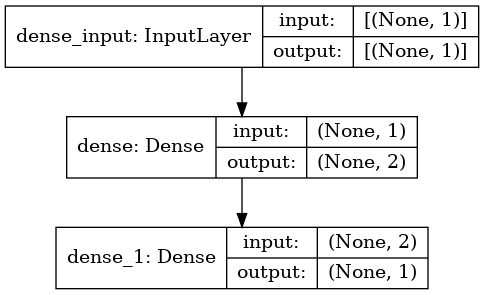 dense_input: InputLayer
input:
[(None, 1)]
output:
[(None, 1)]
dense: Dense
input:
(None, 1)
output:
(None, 2)
dense_1: Dense
input:
(None, 2)
output:
(None, 1)